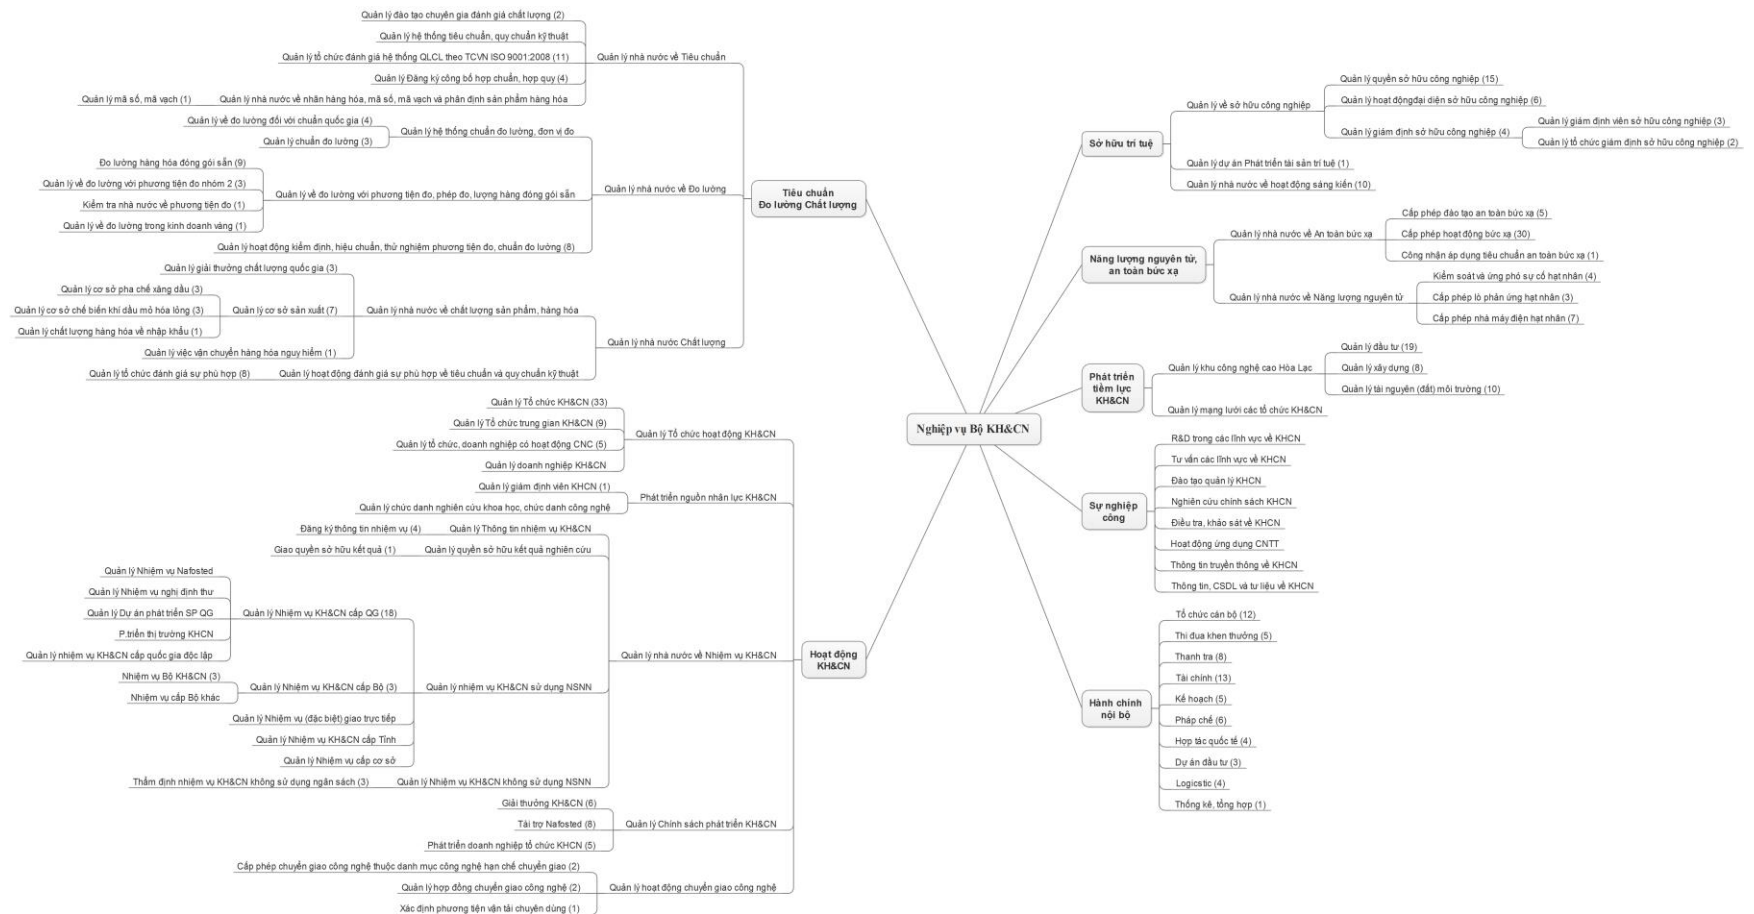 Quản lý đào tạo chuyên gia đánh giá chất lượng (2)
Quản lý hệ thống tiêu chuẩn, quy chuẩn kỹ thuật
Quản lý tổ chức đánh giá hệ thống QLCL theo TCVN ISO 9001:2008 (11)
Quản lý nhà nước về Tiêu chuẩn
Quản lý Đăng ký công bố hợp chuẩn, hợp quy (4)
Quản lý mã số, mã vạch (1)
Quản lý nhà nước về nhãn hàng hóa, mã số, mã vạch và phân định sản phẩm hàng hóa
Quản lý về đo lường đối với chuẩn quốc gia (4)
Quản lý chuẩn đo lường (3)
Quản lý hệ thống chuẩn đo lường, đơn vị đo
Đo lường hàng hóa đóng gói sẵn (9)
Quản lý về đo lường với phương tiện đo nhóm 2 (3)
Kiểm tra nhà nước về phương tiện đo (1)
Quản lý về đo lường trong kinh doanh vàng (1)
Quản lý về đo lường với phương tiện đo, phép đo, lượng hàng đóng gói sẵn
Quản lý nhà nước về Đo lường
Quản lý hoạt động kiểm định, hiệu chuẩn, thử nghiệm phương tiện đo, chuẩn đo lường (8)
Tiêu chuẩn
Đo lường Chất lượng
Quản lý giải thưởng chất lượng quốc gia (3)
Quản lý cơ sở pha chế xăng dầu (3)
Quản lý cơ sở chế biến khí dầu mỏ hóa lỏng (3)
Quản lý chất lượng hàng hóa về nhập khẩu (1)
Quản lý cơ sở sản xuất (7)
Quản lý nhà nước về chất lượng sản phẩm, hàng hóa
Quản lý việc vận chuyển hàng hóa nguy hiểm (1)
Quản lý nhà nước Chất lượng
Quản lý tổ chức đánh giá sự phù hợp (8)
Quản lý hoạt động đánh giá sự phù hợp về tiêu chuẩn và quy chuẩn kỹ thuật
Quản lý Tổ chức KH&CN (33)
Quản lý Tổ chức trung gian KH&CN (9)
Quản lý tổ chức, doanh nghiệp có hoạt động CNC (5)
Quản lý doanh nghiệp KH&CN
Quản lý Tổ chức hoạt động KH&CN
Quản lý giám định viên KHCN (1)
Quản lý chức danh nghiên cứu khoa học, chức danh công nghệ
Phát triển nguồn nhân lực KH&CN
Đăng ký thông tin nhiệm vụ (4)
Quản lý Thông tin nhiệm vụ KH&CN
Giao quyền sở hữu kết quả (1)
Quản lý quyền sở hữu kết quả nghiên cứu
Quản lý Nhiệm vụ Nafosted
Quản lý Nhiệm vụ nghị định thư
Quản lý Dự án phát triển SP QG
P.triển thị trường KHCN
Quản lý nhiệm vụ KH&CN cấp quốc gia độc lập
Quản lý Nhiệm vụ KH&CN cấp QG (18)
Quản lý nhà nước về Nhiệm vụ KH&CN
Nhiệm vụ Bộ KH&CN (3)
Nhiệm vụ cấp Bộ khác
Quản lý Nhiệm vụ KH&CN cấp Bộ (3)
Quản lý nhiệm vụ KH&CN sử dụng NSNN
Quản lý Nhiệm vụ (đặc biệt) giao trực tiếp
Quản lý Nhiệm vụ KH&CN cấp Tỉnh
Quản lý Nhiệm vụ cấp cơ sở
Thẩm định nhiệm vụ KH&CN không sử dụng ngân sách (3)
Quản lý Nhiệm vụ KH&CN không sử dụng NSNN
Hoạt động
KH&CN
Giải thưởng KH&CN (6)
Tài trợ Nafosted (8)
Phát triển doanh nghiệp tổ chức KHCN (5)
Quản lý Chính sách phát triển KH&CN
Cấp phép chuyển giao công nghệ thuộc danh mục công nghệ hạn chế chuyển giao (2)
Quản lý hợp đồng chuyển giao công nghệ (2)
Xác định phương tiện vận tải chuyên dùng (1)
Quản lý hoạt động chuyển giao công nghệ
Nghiệp vụ Bộ KH&CN
Sở hữu trí tuệ
Quản lý về sở hữu công nghiệp
Quản lý quyền sở hữu công nghiệp (15)
Quản lý hoạt độngđại diện sở hữu công nghiệp (6)
Quản lý giám định sở hữu công nghiệp (4)
Quản lý giám định viên sở hữu công nghiệp (3)
Quản lý tổ chức giám định sở hữu công nghiệp (2)
Quản lý dự án Phát triển tài sản trí tuệ (1)
Quản lý nhà nước về hoạt động sáng kiến (10)
Năng lượng nguyên tử,
an toàn bức xạ
Quản lý nhà nước về An toàn bức xạ
Cấp phép đào tạo an toàn bức xạ (5)
Cấp phép hoạt động bức xạ (30)
Công nhận áp dụng tiêu chuẩn an toàn bức xạ (1)
Quản lý nhà nước về Năng lượng nguyên tử
Kiểm soát và ứng phó sự cố hạt nhân (4)
Cấp phép lò phản ứng hạt nhân (3)
Cấp phép nhà máy điện hạt nhân (7)
Phát triển
tiềm lực
KH&CN
Quản lý khu công nghệ cao Hòa Lạc
Quản lý đầu tư (19)
Quản lý xây dựng (8)
Quản lý tài nguyên (đất) môi trường (10)
Quản lý mạng lưới các tổ chức KH&CN
Sự nghiệp
công
R&D trong các lĩnh vực về KHCN
Tư vấn các lĩnh vực về KHCN
Đào tạo quản lý KHCN
Nghiên cứu chính sách KHCN
Điều tra, khảo sát về KHCN
Hoạt động ứng dụng CNTT
Thông tin truyền thông về KHCN
Thông tin, CSDL và tư liệu về KHCN
Hành chính
nội bộ
Tổ chức cán bộ (12)
Thi đua khen thưởng (5)
Thanh tra (8)
Tài chính (13)
Kế hoạch (5)
Pháp chế (6)
Hợp tác quốc tế (4)
Dự án đầu tư (3)
Logicstic (4)
Thống kê, tổng hợp (1)